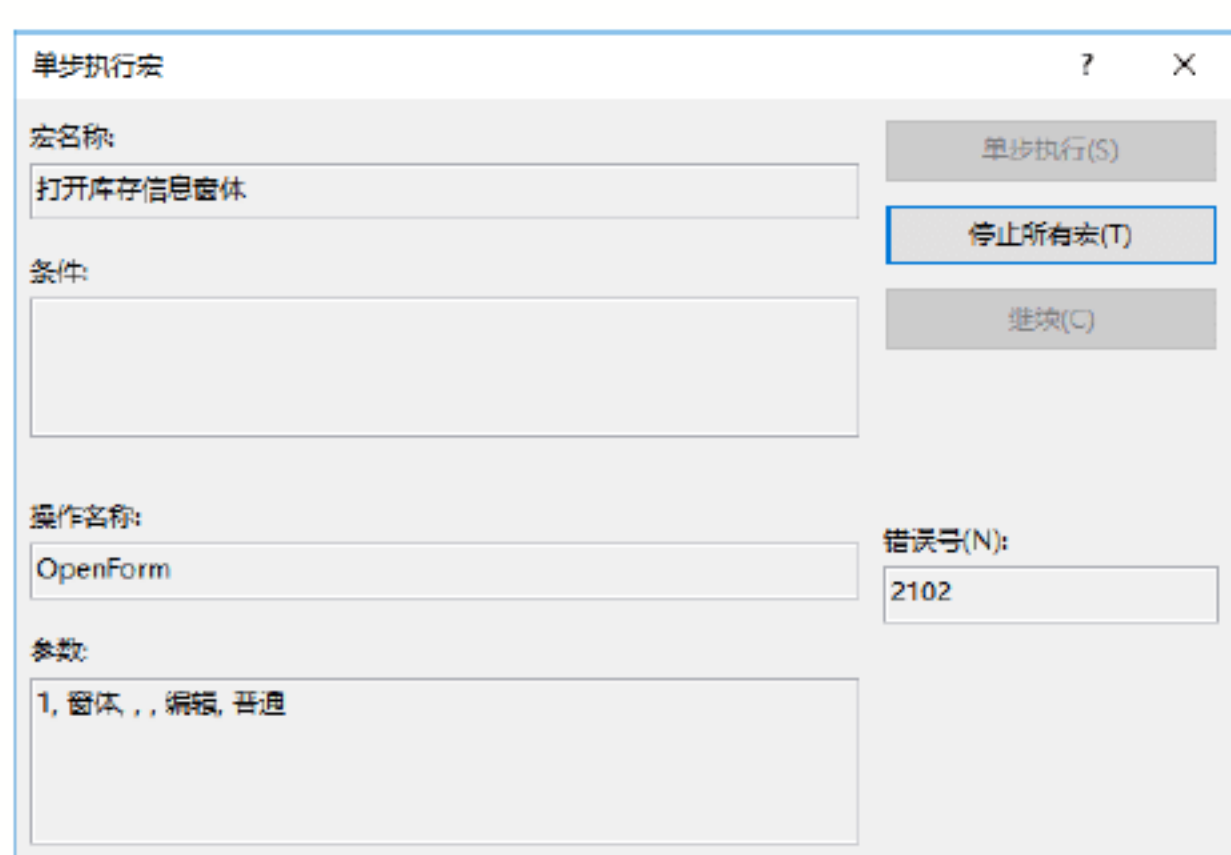 单步执行宏
? ×
宏名称:
打开库存信息窗体
单步执行(S)
停止所有宏(T)
条件:
继续(C)
操作名称:
OpenForm
错误号(N):
2102
参数:
1, 窗体, , , 编辑, 普通